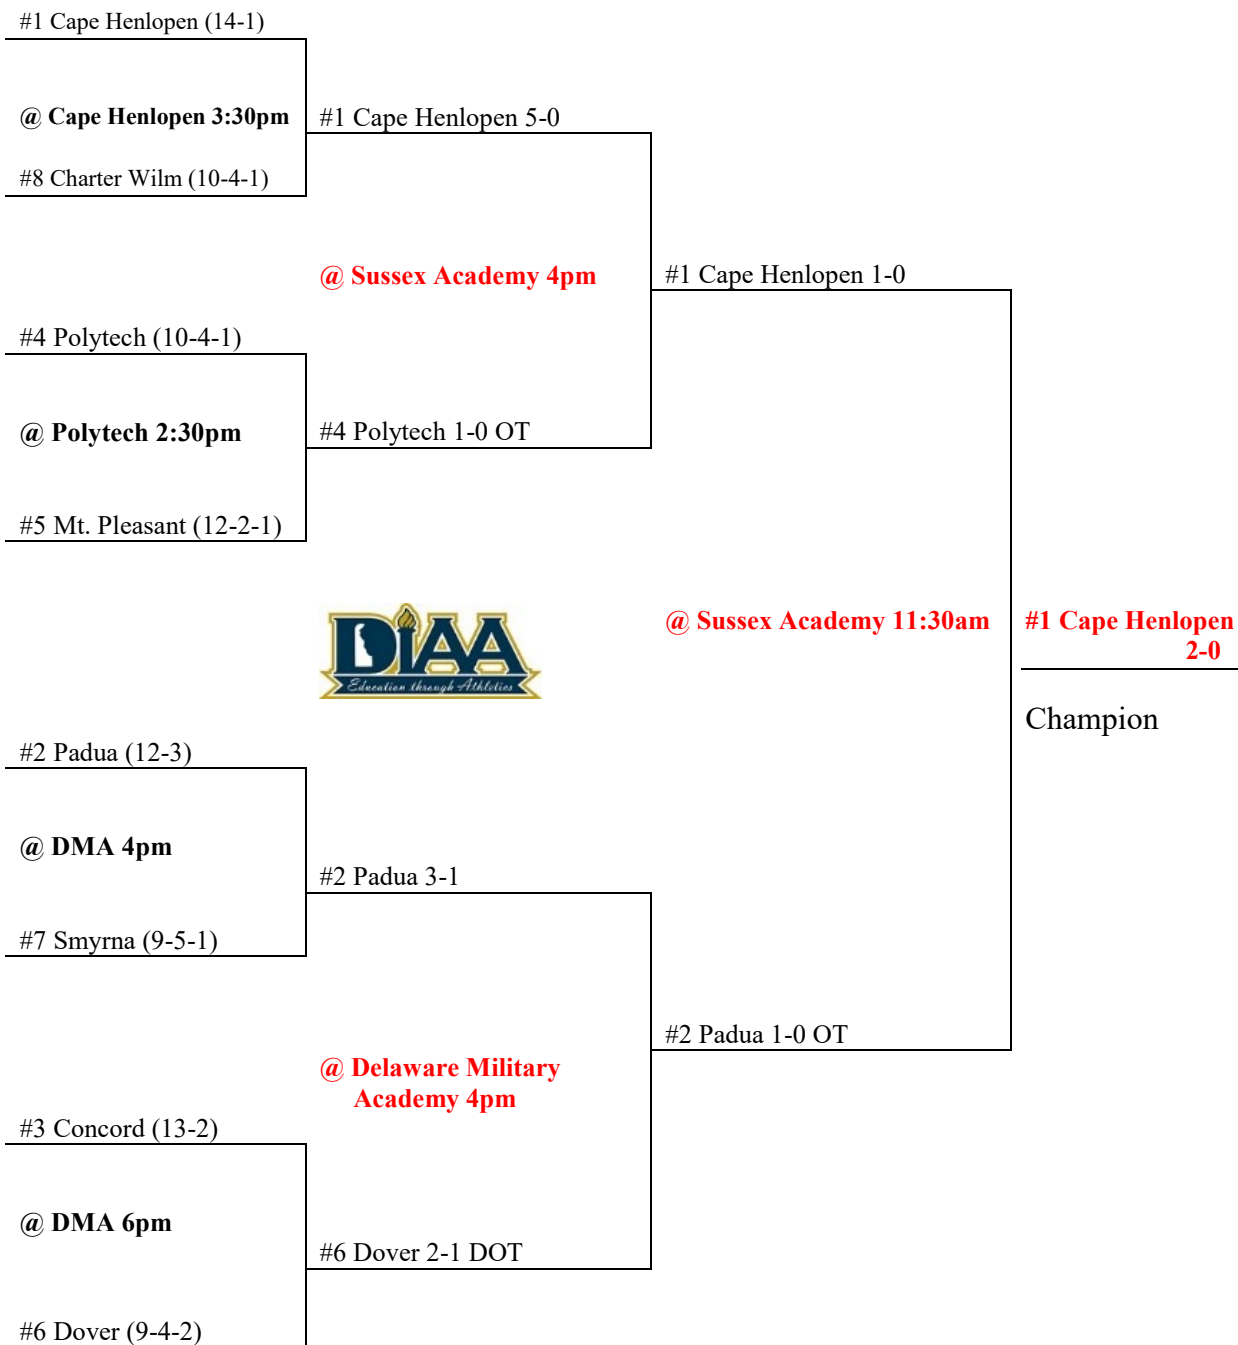 #1 Cape Henlopen (14-1)
@ Cape Henlopen 3:30pm
#1 Cape Henlopen 5-0
#8 Charter Wilm (10-4-1)
@ Sussex Academy 4pm
#1 Cape Henlopen 1-0
#4 Polytech (10-4-1)
@ Polytech 2:30pm
#4 Polytech 1-0 OT
#5 Mt. Pleasant (12-2-1)
DIAA
Education through Athletics
@ Sussex Academy 11:30am
#1 Cape Henlopen
2-0
Champion
#2 Padua (12-3)
@ DMA 4pm
#2 Padua 3-1
#7 Smyrna (9-5-1)
#2 Padua 1-0 OT
@ Delaware Military
Academy 4pm
#3 Concord (13-2)
@ DMA 6pm
#6 Dover 2-1 DOT
#6 Dover (9-4-2)